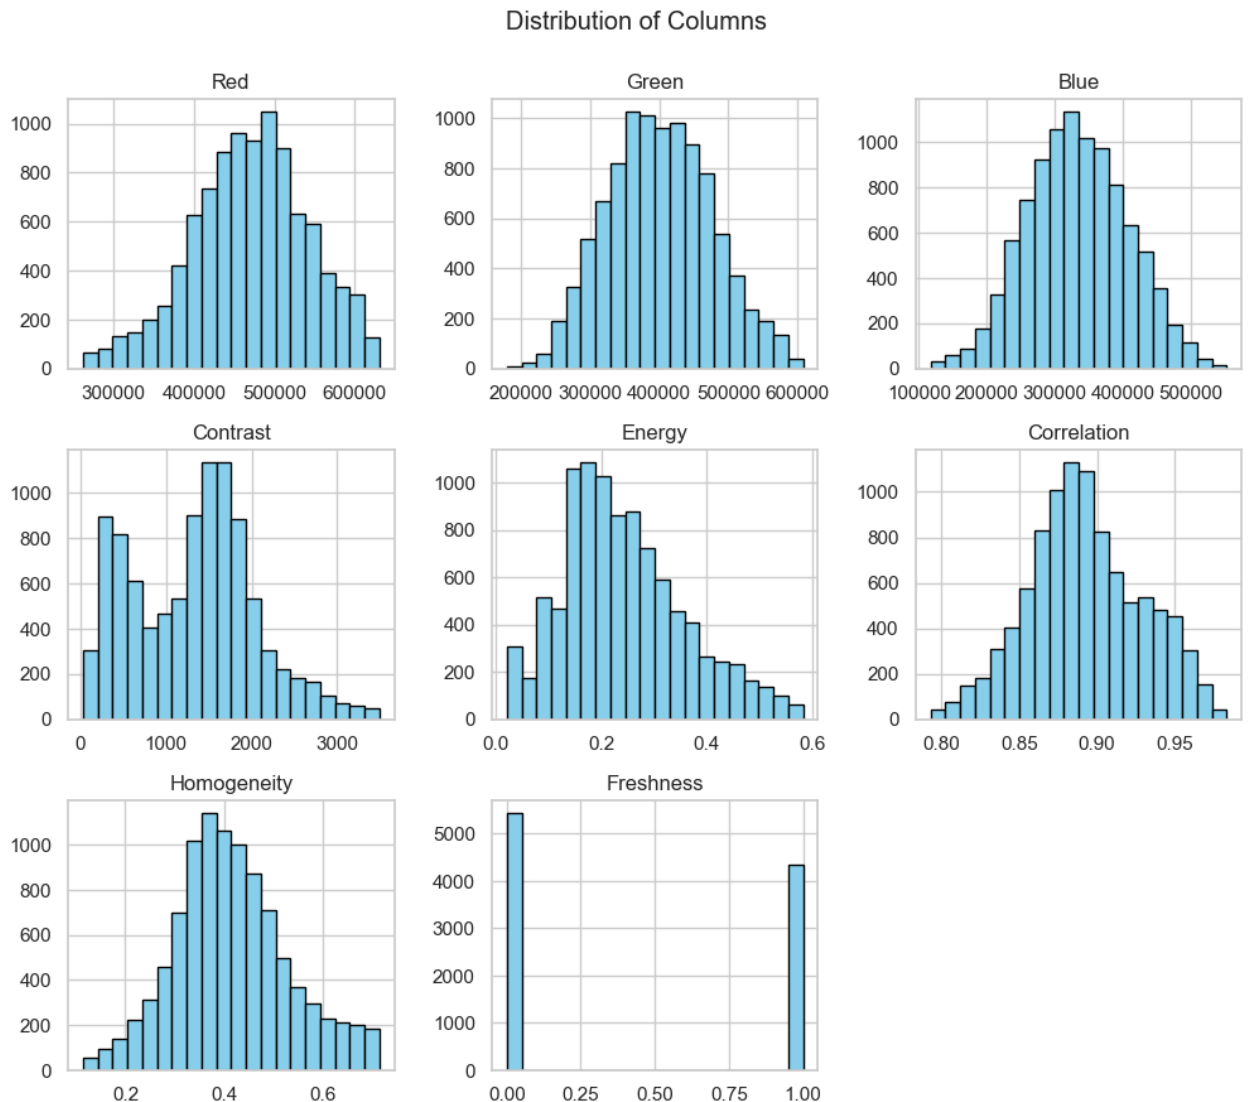 Distribution of Columns
Red
Green
Blue
1000
800
600
400
200
0
300000 400000 500000 600000
1000
800
600
400
200
0
200000 300000 400000 500000 600000
1000
800
600
400
200
0
100000 200000 300000 400000 500000
Contrast
Energy
Correlation
1000
800
600
400
200
0
0 1000 2000 3000
1000
800
600
400
200
0
0.0 0.2 0.4 0.6
1000
800
600
400
200
0
0.80 0.85 0.90 0.95
Homogeneity
Freshness
1000
800
600
400
200
0
0.2 0.4 0.6
5000
4000
3000
2000
1000
0
0.00 0.25 0.50 0.75 1.00